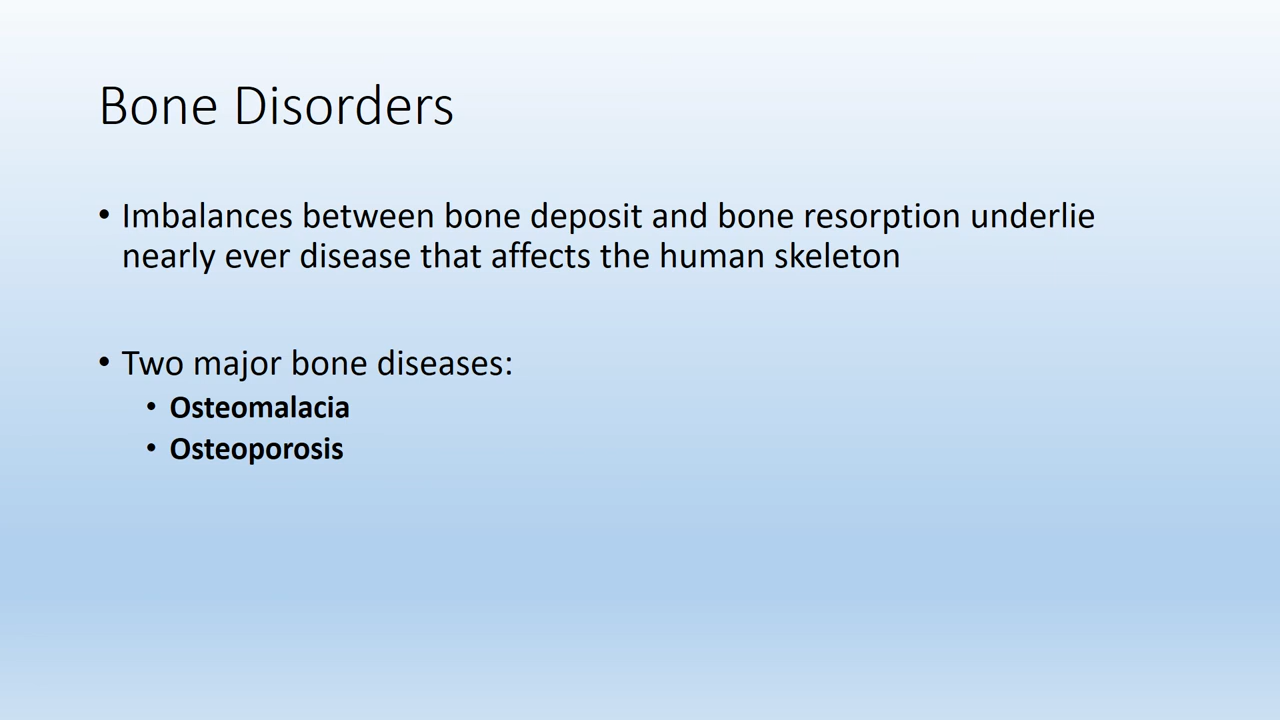 Bone Disorders
• Imbalances between bone deposit and bone resorption underlie
nearly ever disease that affects the human skeleton
• Two major bone diseases:
• Osteomalacia
• Osteoporosis